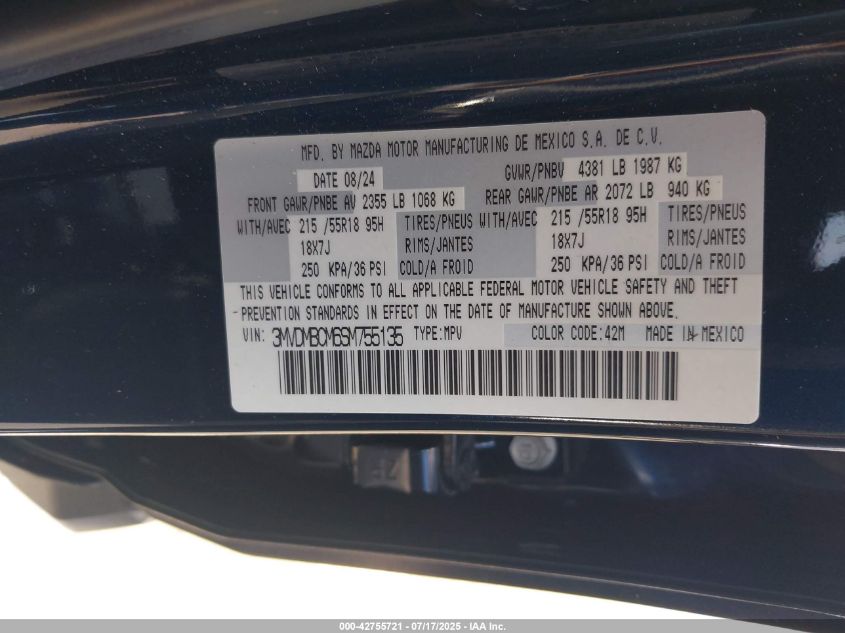 MFD. BY MAZDA MOTOR MANUFACTURING DE MEXICO S.A. DE C.V.
DATE 08/24 GVWR/PNBV 4381 LB 1987 KG
FRONT GAWR/PNBE AV 2355 LB 1068 KG REAR GAWR/PNBE AR 2072 LB 940 KG
WITH/AVEC 215 /55R18 95H TIRES/PNEUS WITH/AVEC 215 /55R18 95H TIRES/PNEUS
18X7J RIMS/JANTES 18X7J RIMS/JANTES
250 KPA/36 PSI COLD/A FROID 250 KPA/36 PSI COLD/A FROID
THIS VEHICLE CONFORMS TO ALL APPLICABLE FEDERAL MOTOR VEHICLE SAFETY AND THEFT
PREVENTION STANDARDS IN EFFECT ON THE DATE OF MANUFACTURE SHOWN ABOVE.
VIN: 3MVDMBCM6SM755135 TYPE:MPV COLOR CODE:42M MADE IN MEXICO
000-42755721 - 07/17/2025 - IAA Inc.